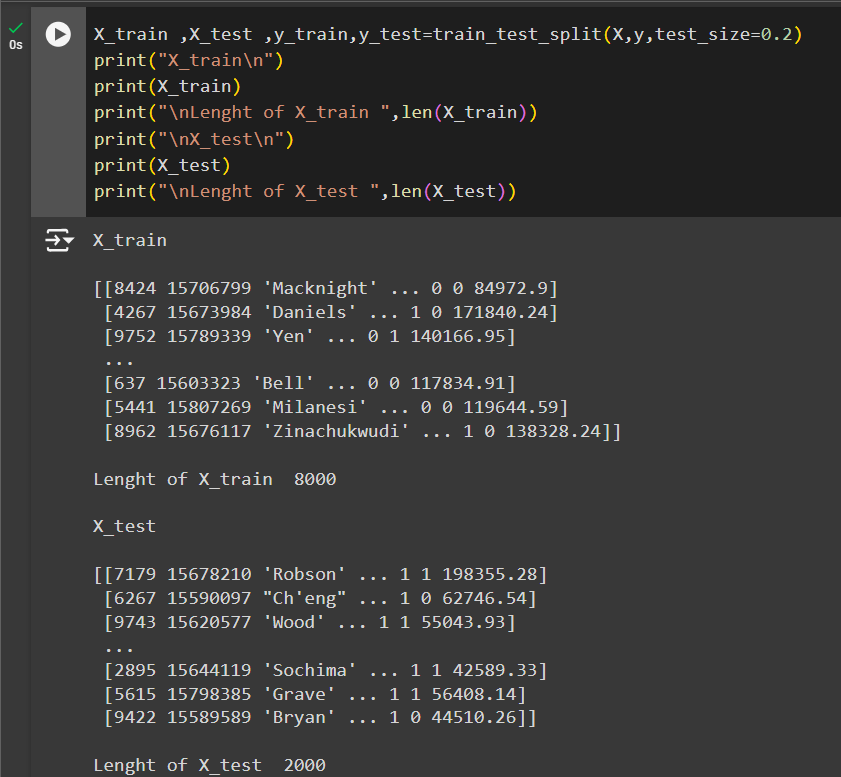 0s
X_train ,X_test ,y_train,y_test=train_test_split(X,y,test_size=0.2)
print("X_train\n")
print(X_train)
print("\nLenght of X_train ",len(X_train))
print("\nX_test\n")
print(X_test)
print("\nLenght of X_test ",len(X_test))
X_train
[[8424 15706799 'Macknight' ... 0 0 84972.9]
[4267 15673984 'Daniels' ... 1 0 171840.24]
[9752 15789339 'Yen' ... 0 1 140166.95]
...
[637 15603323 'Bell' ... 0 0 117834.91]
[5441 15807269 'Milanesi' ... 0 0 119644.59]
[8962 15676117 'Zinachukwudi' ... 1 0 138328.24]]
Lenght of X_train  8000
X_test
[[7179 15678210 'Robson' ... 1 1 198355.28]
[6267 15590097 "Ch'eng" ... 1 0 62746.54]
[9743 15620577 'Wood' ... 1 1 55043.93]
...
[2895 15644119 'Sochima' ... 1 1 42589.33]
[5615 15798385 'Grave' ... 1 1 56408.14]
[9422 15589589 'Bryan' ... 1 0 44510.26]]
Lenght of X_test  2000